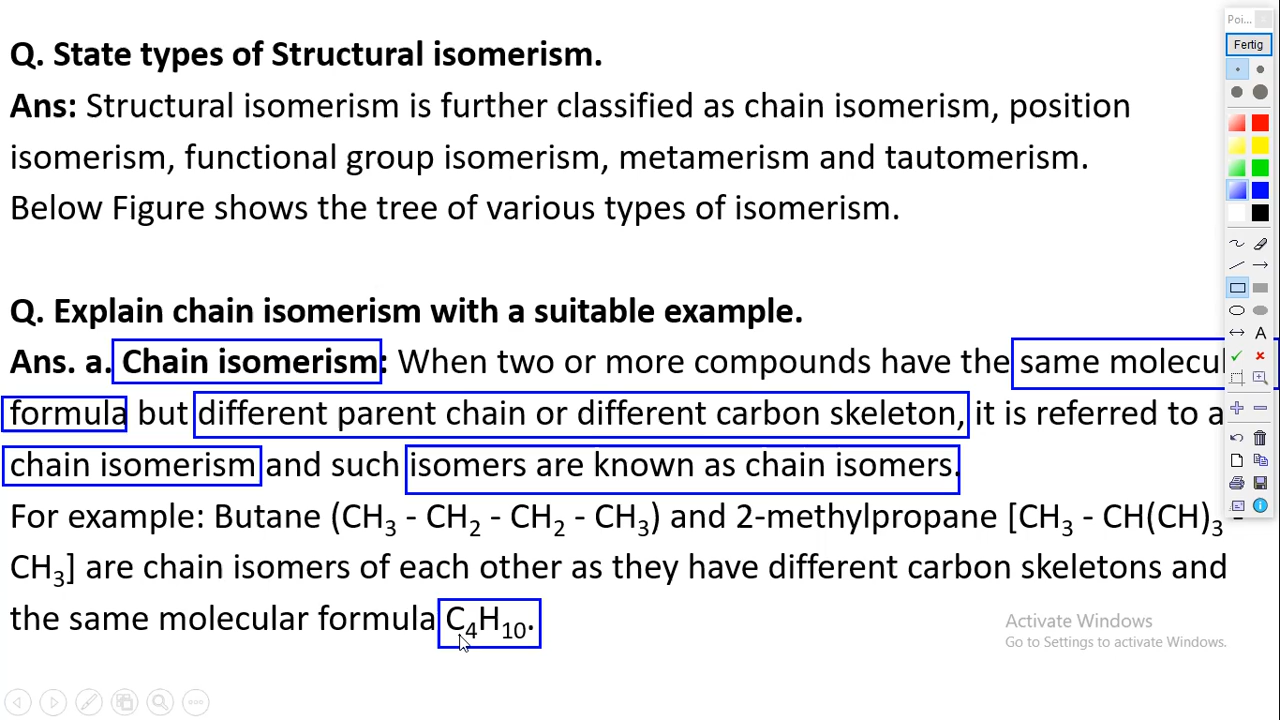 Q. State types of Structural isomerism.
Ans: Structural isomerism is further classified as chain isomerism, position
isomerism, functional group isomerism, metamerism and tautomerism.
Below Figure shows the tree of various types of isomerism.
Q. Explain chain isomerism with a suitable example.
Ans. a. Chain isomerism: When two or more compounds have the same molecul
formula but different parent chain or different carbon skeleton, it is referred to a
chain isomerism and such isomers are known as chain isomers.
For example: Butane (CH₃ - CH₂ - CH₂ - CH₃) and 2-methylpropane [CH₃ - CH(CH)₃ -
CH₃] are chain isomers of each other as they have different carbon skeletons and
the same molecular formula C₄H₁₀.
Poi...
Fertig
A
Activate Windows
Go to Settings to activate Windows.